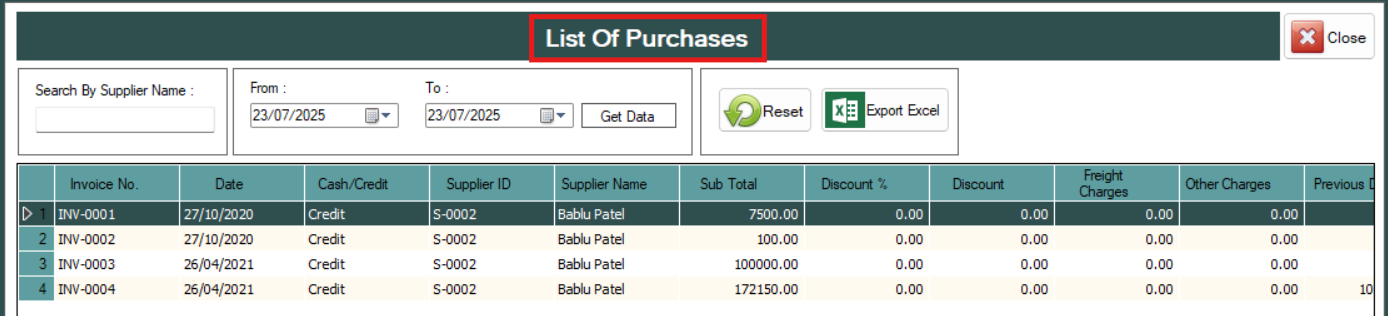 List Of Purchases
Close
Search By Supplier Name :
From :
To :
23/07/2025
23/07/2025
Get Data
Reset
Export Excel
Invoice No. Date Cash/Credit Supplier ID Supplier Name Sub Total Discount % Discount Freight Charges Other Charges Previous D
1 INV-0001 27/10/2020 Credit S-0002 Bablu Patel 7500.00 0.00 0.00 0.00 0.00
2 INV-0002 27/10/2020 Credit S-0002 Bablu Patel 100.00 0.00 0.00 0.00 0.00
3 INV-0003 26/04/2021 Credit S-0002 Bablu Patel 100000.00 0.00 0.00 0.00 0.00
4 INV-0004 26/04/2021 Credit S-0002 Bablu Patel 172150.00 0.00 0.00 0.00 0.00 10